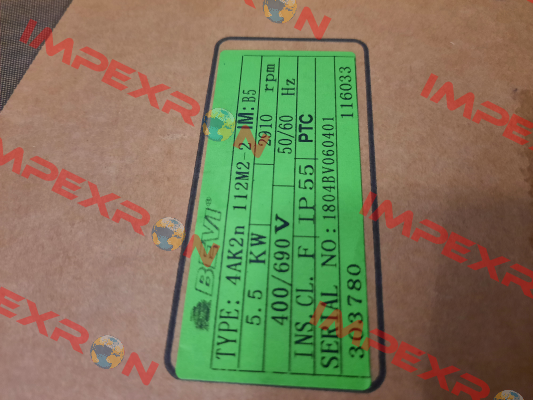 BEVI®
TYPE: 4AK2n 112M2-2 IM: B5
5.5 KW 2910 rpm
400/690 V 50/60 Hz
INS. CL. F IP 55 PTC
SERIAL NO: 1804BV060401
303780 116033
IMPEXRON
IMPEXRON
IMPEXRON
IMPEXRON
IMPEXRON
IMPEXRON